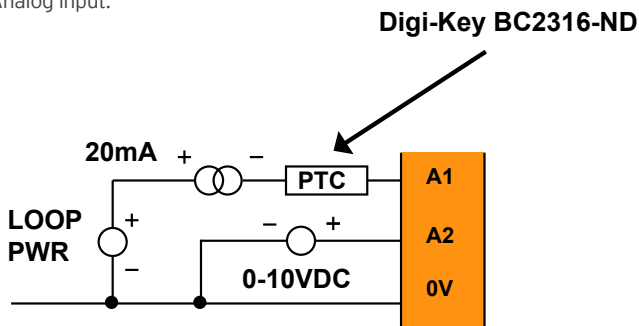 Analog input.
Digi-Key BC2316-ND
20mA + −
PTC
A1
LOOP
PWR
+
−
− +
A2
0-10VDC
0V